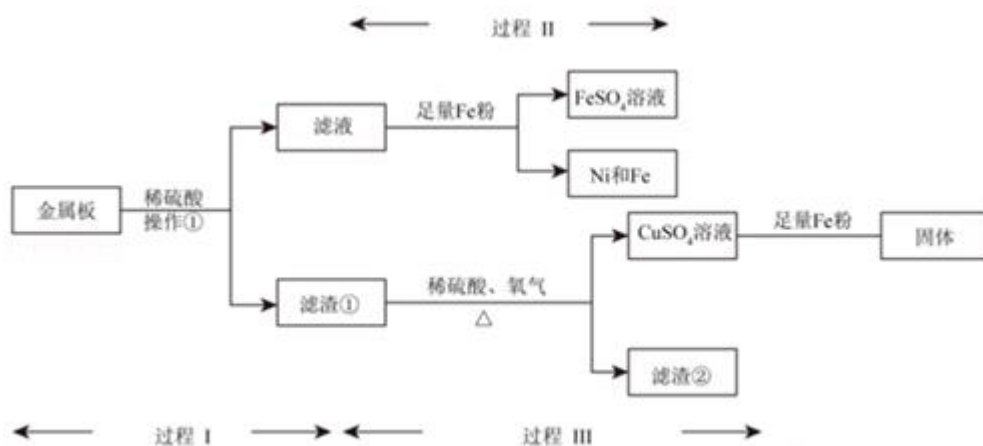 过程 II
FeSO₄溶液
滤液
足量Fe粉
Ni和Fe
金属板
稀硫酸
操作①
CuSO₄溶液
足量Fe粉
固体
滤渣①
稀硫酸、氧气
△
滤渣②
过程 I
过程 III